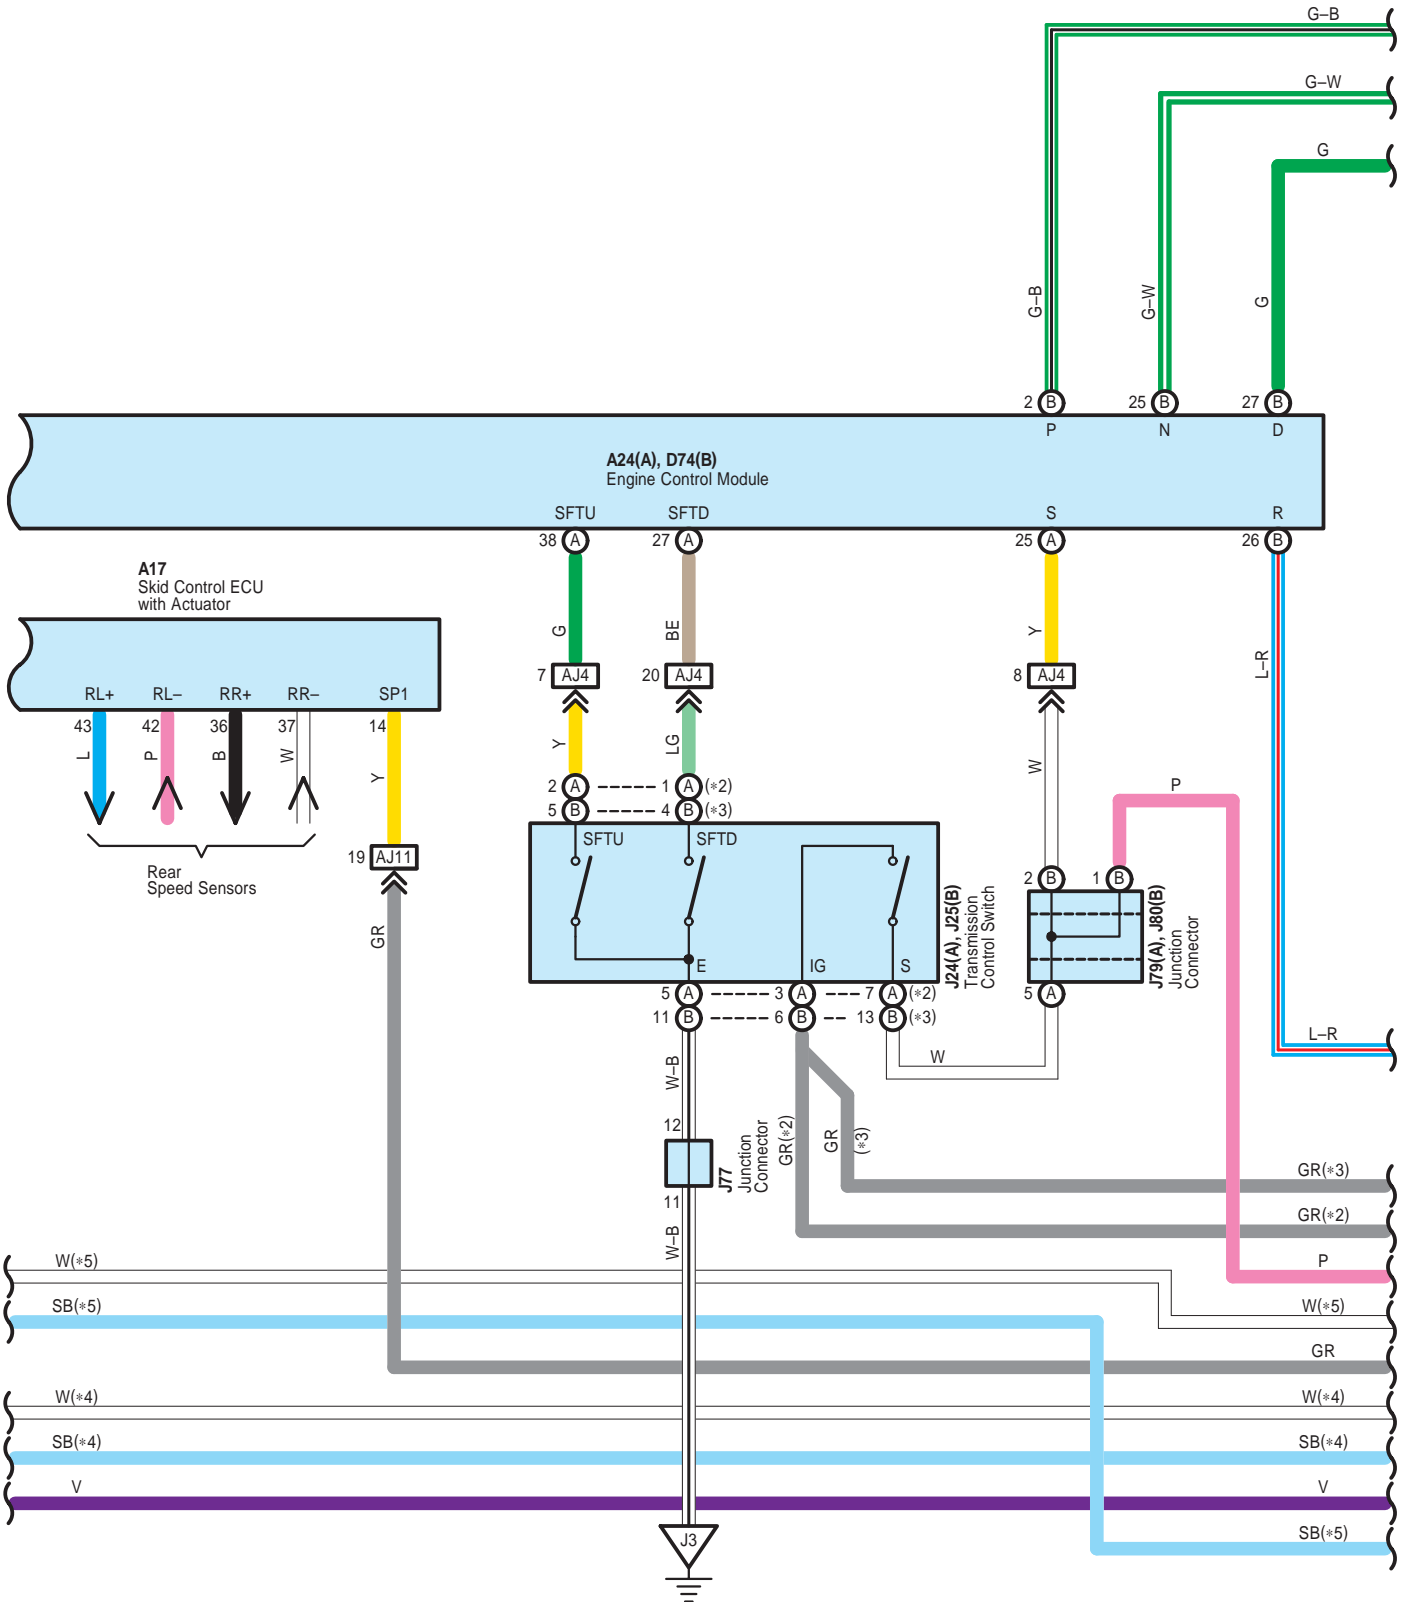 G–B
G–W
G
G–B
G–W
G
2 B
25 B
27 B
P
N
D
A24(A), D74(B)
Engine Control Module
SFTU
SFTD
S
R
38 A
27 A
25 A
26 B
A17
Skid Control ECU
with Actuator
G
BE
Y
L–R
7 AJ4
20 AJ4
8 AJ4
RL+
RL–
RR+
RR–
SP1
43
42
36
37
14
L
P
B
W
Y
Y
LG
W
P
2 A
1 A (*2)
5 B
4 B (*3)
SFTU
SFTD
19 AJ11
Rear
Speed Sensors
GR
2 B
1 B
J24(A), J25(B)
Transmission
Control Switch
J79(A), J80(B)
Junction
Connector
E
IG
S
5 A
3 A
7 A (*2)
5 A
11 B
6 B
13 B (*3)
L–R
W
W–B
12
J77
Junction
Connector
GR(*2)
GR
(*3)
11
W–B
GR(*3)
GR(*2)
W(*5)
P
SB(*5)
W(*5)
GR
W(*4)
W(*4)
SB(*4)
SB(*4)
V
V
J3
SB(*5)